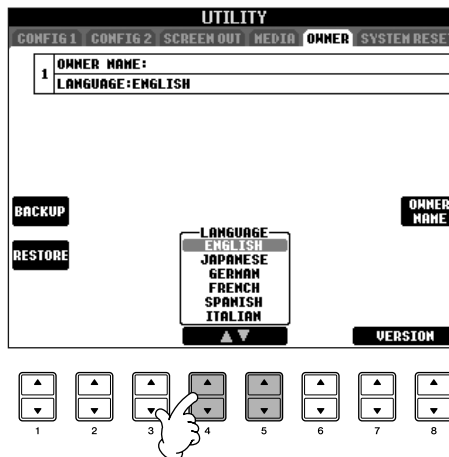 UTILITY
CONFIG 1 CONFIG 2 SCREEN OUT MEDIA OWNER SYSTEM RESE
1 OWNER NAME:
LANGUAGE:ENGLISH
BACKUP
OWNER
NAME
RESTORE
LANGUAGE
ENGLISH
JAPANESE
GERMAN
FRENCH
SPANISH
ITALIAN
VERSION
1 2 3 4 5 6 7 8